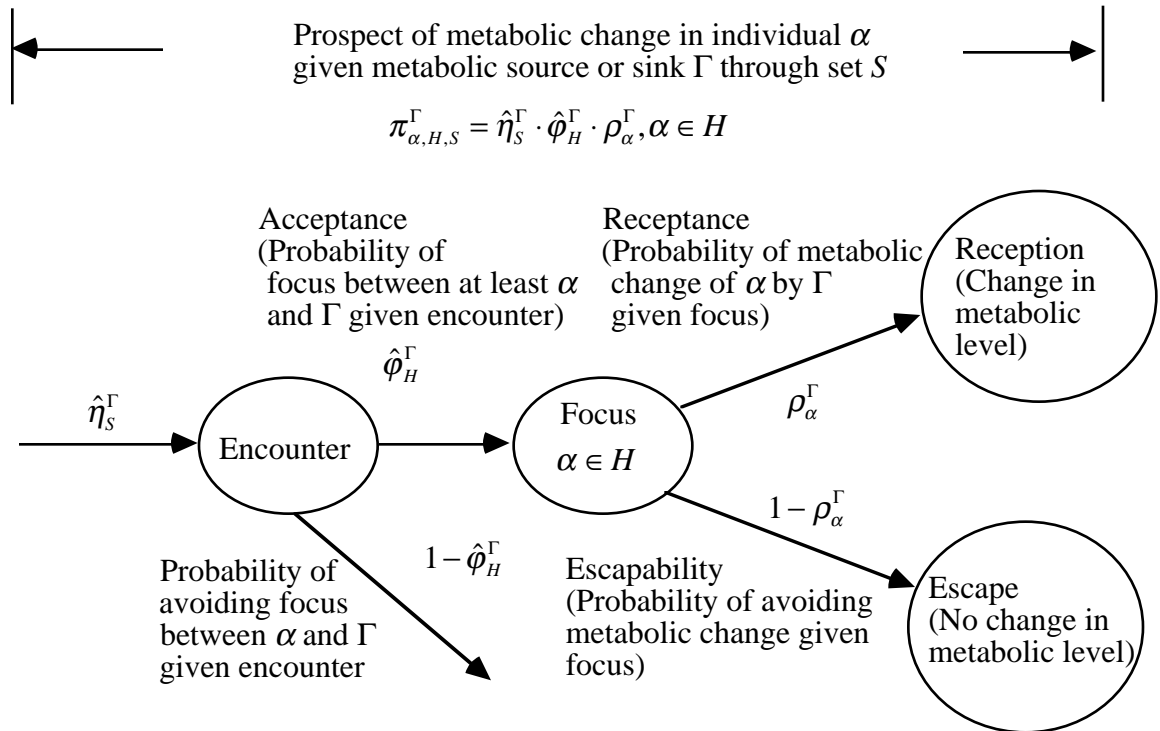 Prospect of metabolic change in individual α
given metabolic source or sink Γ through set S
π^Γ_{α,H,S} = η̂^Γ_S · φ̂^Γ_H · ρ^Γ_α, α ∈ H
Acceptance
(Probability of
focus between at least α
and Γ given encounter)
φ̂^Γ_H
Receptance
(Probability of metabolic
change of α by Γ
given focus)
Reception
(Change in
metabolic
level)
η̂^Γ_S
Encounter
Focus
α ∈ H
ρ^Γ_α
1 − ρ^Γ_α
1 − φ̂^Γ_H
Probability of
avoiding focus
between α and Γ
given encounter
Escapability
(Probability of avoiding
metabolic change given
focus)
Escape
(No change in
metabolic level)